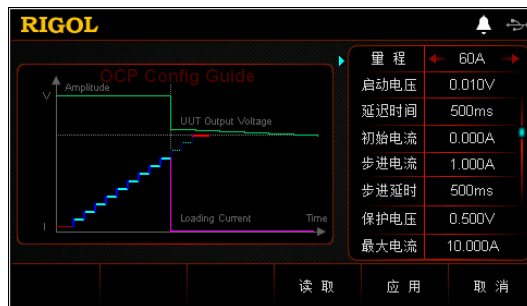 RIGOL
OCP Config Guide
Amplitude
V
UUT Output Voltage
I
Loading Current
Time
量程 60A
启动电压 0.010V
延迟时间 500ms
初始电流 0.000A
步进电流 1.000A
步进延时 500ms
保护电压 0.500V
最大电流 10.000A
读取 应用 取消